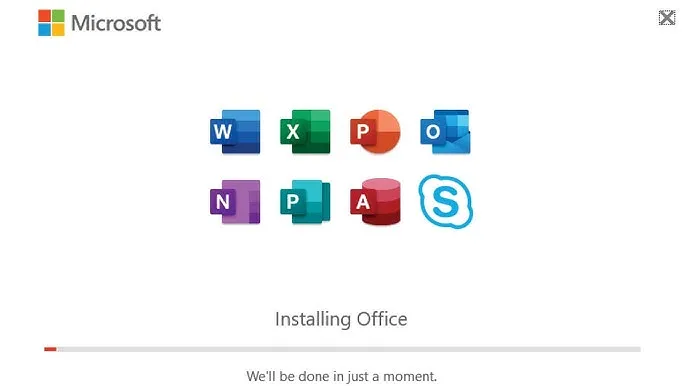 Microsoft
W X P O
N P A S
Installing Office
We'll be done in just a moment.